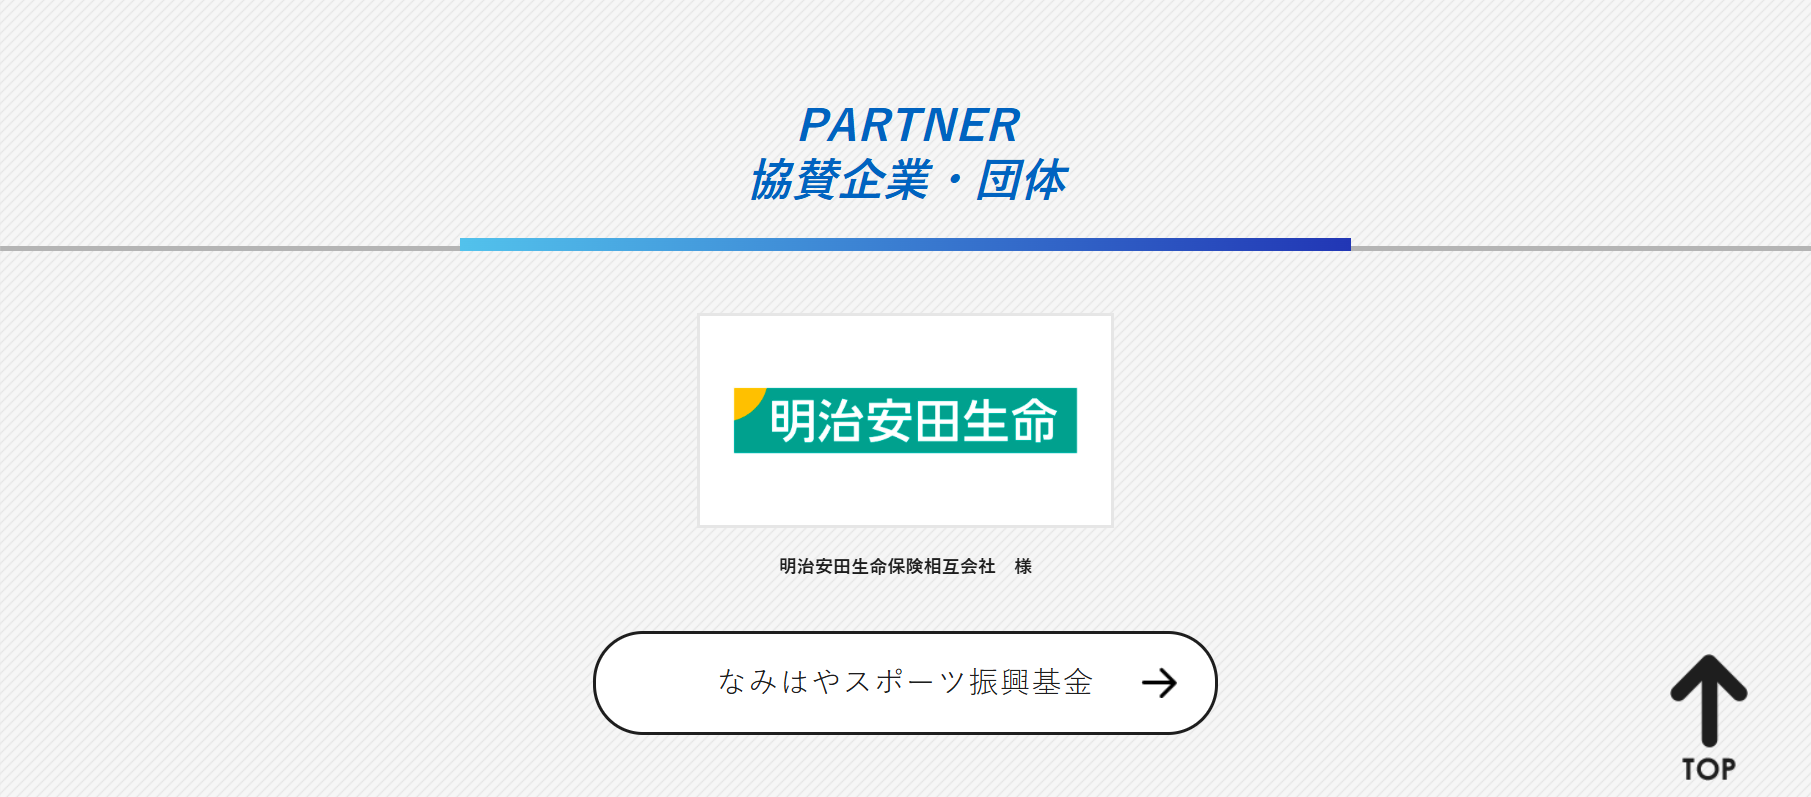 PARTNER
協賛企業・団体
明治安田生命
明治安田生命保険相互会社　様
なみはやスポーツ振興基金
TOP